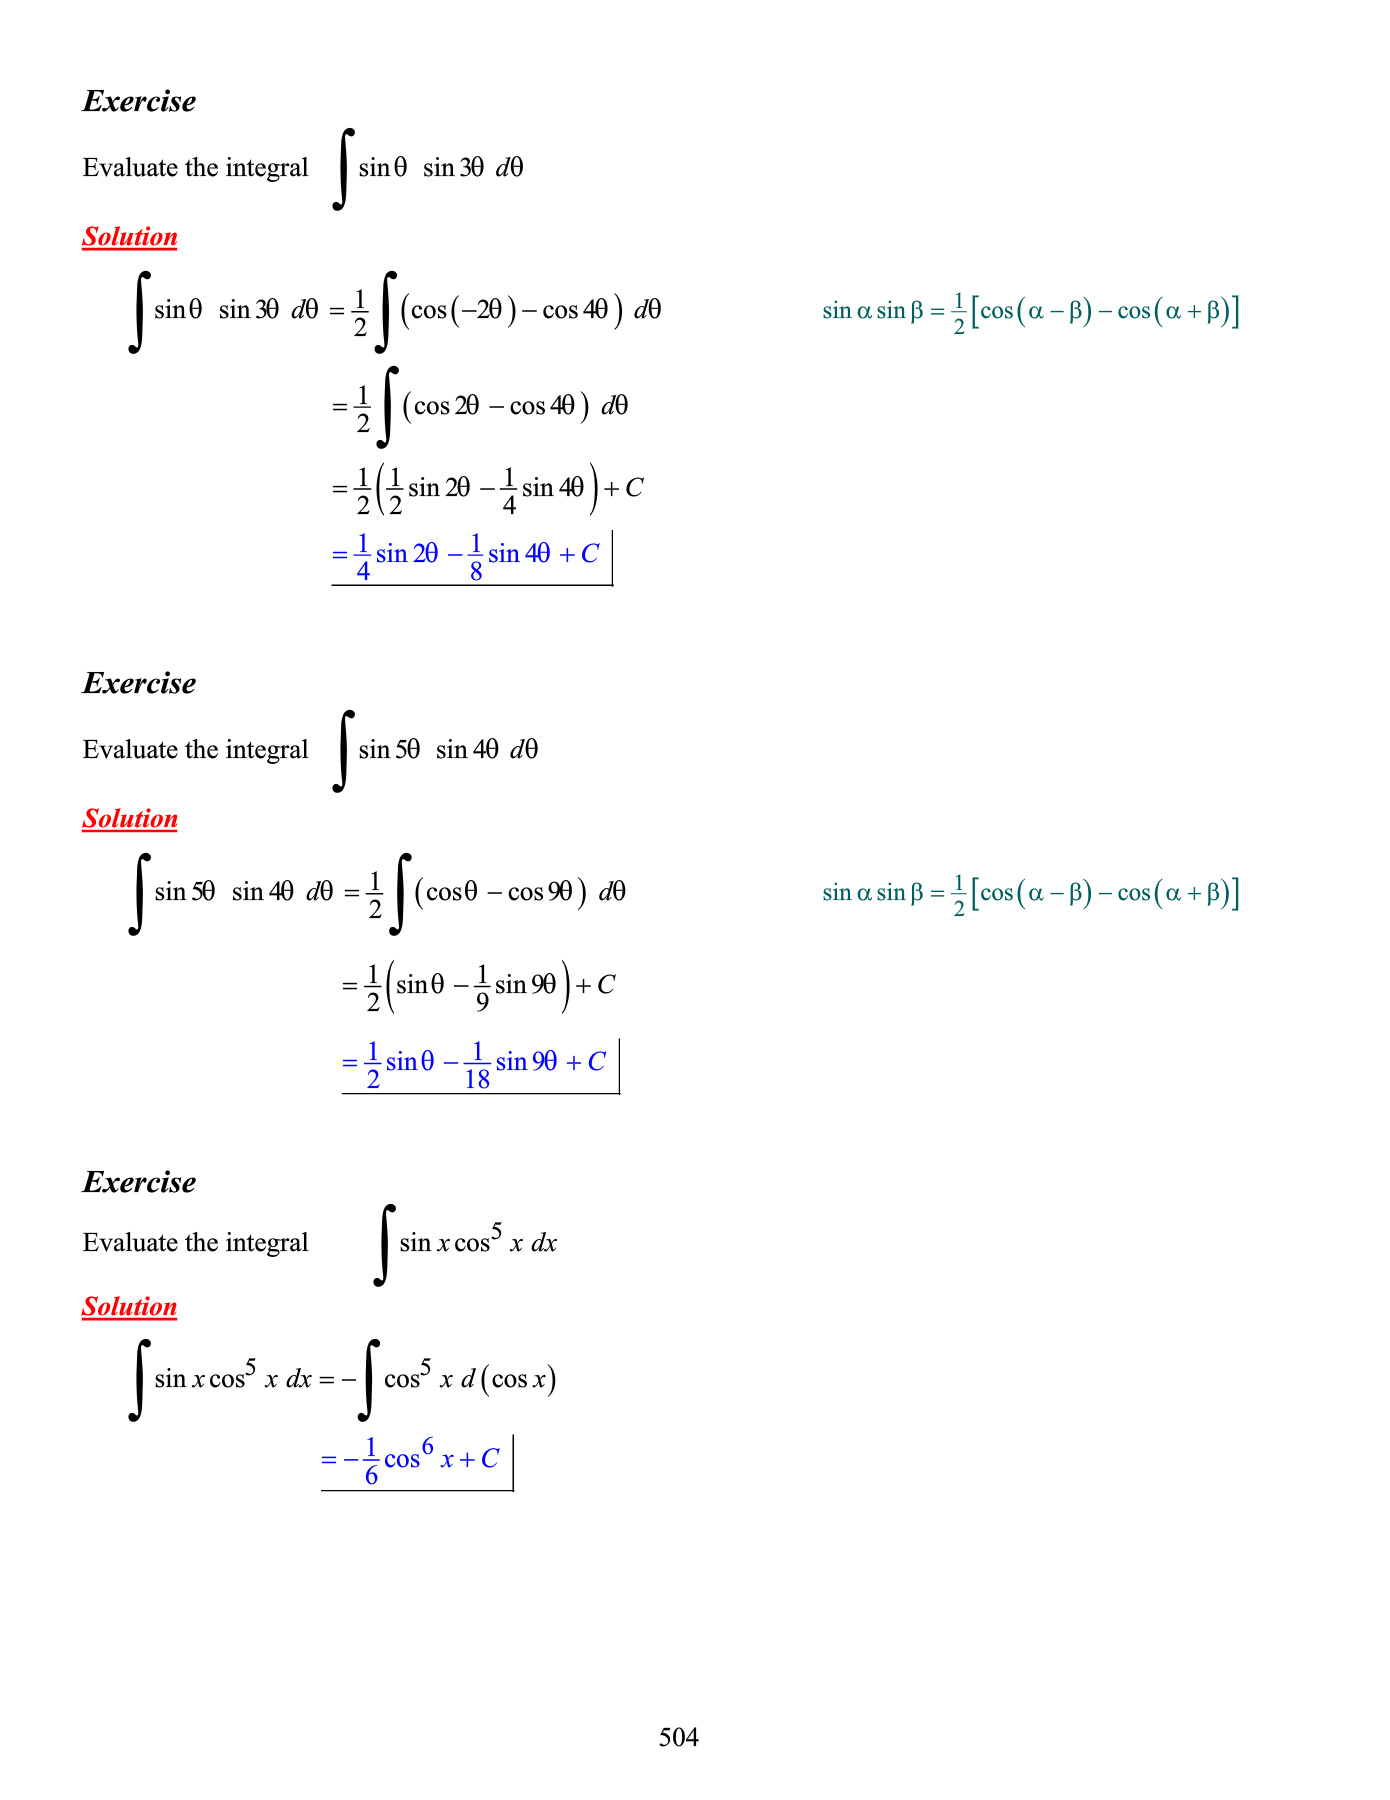 Exercise
Evaluate the integral ∫ sin θ sin 3θ dθ
Solution
∫ sin θ sin 3θ dθ = 1/2 ∫ (cos(−2θ) − cos 4θ) dθ    sin α sin β = 1/2 [cos(α − β) − cos(α + β)]
= 1/2 ∫ (cos 2θ − cos 4θ) dθ
= 1/2 (1/2 sin 2θ − 1/4 sin 4θ) + C
= 1/4 sin 2θ − 1/8 sin 4θ + C
Exercise
Evaluate the integral ∫ sin 5θ sin 4θ dθ
Solution
∫ sin 5θ sin 4θ dθ = 1/2 ∫ (cos θ − cos 9θ) dθ    sin α sin β = 1/2 [cos(α − β) − cos(α + β)]
= 1/2 (sin θ − 1/9 sin 9θ) + C
= 1/2 sin θ − 1/18 sin 9θ + C
Exercise
Evaluate the integral ∫ sin x cos⁵ x dx
Solution
∫ sin x cos⁵ x dx = − ∫ cos⁵ x d(cos x)
= − 1/6 cos⁶ x + C
504